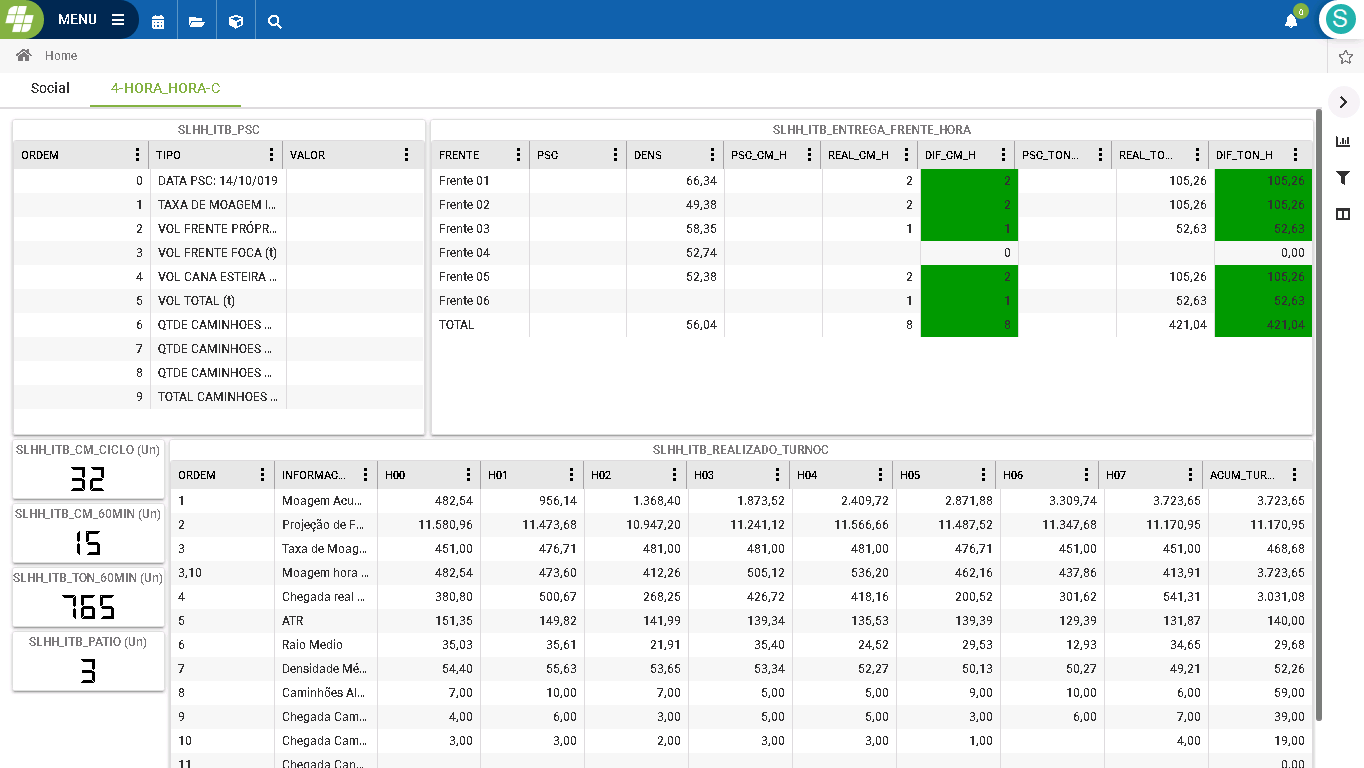 MENU
0
S
Home
Social 4-HORA_HORA-C
SLHH_ITB_PSC
ORDEM TIPO VALOR
0 DATA PSC: 14/10/019
1 TAXA DE MOAGEM I...
2 VOL FRENTE PRÓPR...
3 VOL FRENTE FOCA (t)
4 VOL CANA ESTEIRA ...
5 VOL TOTAL (t)
6 QTDE CAMINHOES ...
7 QTDE CAMINHOES ...
8 QTDE CAMINHOES ...
9 TOTAL CAMINHOES ...
SLHH_ITB_ENTREGA_FRENTE_HORA
FRENTE PSC DENS PSC_CM_H REAL_CM_H DIF_CM_H PSC_TON... REAL_TO... DIF_TON_H
Frente 01 66,34 2 2 105,26 105,26
Frente 02 49,38 2 2 105,26 105,26
Frente 03 58,35 1 1 52,63 52,63
Frente 04 52,74 0 0,00
Frente 05 52,38 2 2 105,26 105,26
Frente 06 1 1 52,63 52,63
TOTAL 56,04 8 8 421,04 421,04
SLHH_ITB_CM_CICLO (Un)
32
SLHH_ITB_CM_60MIN (Un)
15
SLHH_ITB_TON_60MIN (Un)
765
SLHH_ITB_PATIO (Un)
3
SLHH_ITB_REALIZADO_TURNOC
ORDEM INFORMAC... H00 H01 H02 H03 H04 H05 H06 H07 ACUM_TUR...
1 Moagem Acu... 482,54 956,14 1.368,40 1.873,52 2.409,72 2.871,88 3.309,74 3.723,65 3.723,65
2 Projeção de F... 11.580,96 11.473,68 10.947,20 11.241,12 11.566,66 11.487,52 11.347,68 11.170,95 11.170,95
3 Taxa de Moag... 451,00 476,71 481,00 481,00 481,00 476,71 451,00 451,00 468,68
3,10 Moagem hora ... 482,54 473,60 412,26 505,12 536,20 462,16 437,86 413,91 3.723,65
4 Chegada real ... 380,80 500,67 268,25 426,72 418,16 200,52 301,62 541,31 3.031,08
5 ATR 151,35 149,82 141,99 139,34 135,53 139,39 129,39 131,87 140,00
6 Raio Medio 35,03 35,61 21,91 35,40 24,52 29,53 12,93 34,65 29,68
7 Densidade Mé... 54,40 55,63 53,65 53,34 52,27 50,13 50,27 49,21 52,26
8 Caminhões Al... 7,00 10,00 7,00 5,00 5,00 9,00 10,00 6,00 59,00
9 Chegada Cam... 4,00 6,00 3,00 5,00 5,00 3,00 6,00 7,00 39,00
10 Chegada Cam... 3,00 3,00 2,00 3,00 3,00 1,00 4,00 19,00
11 Chegada Can... 0,00